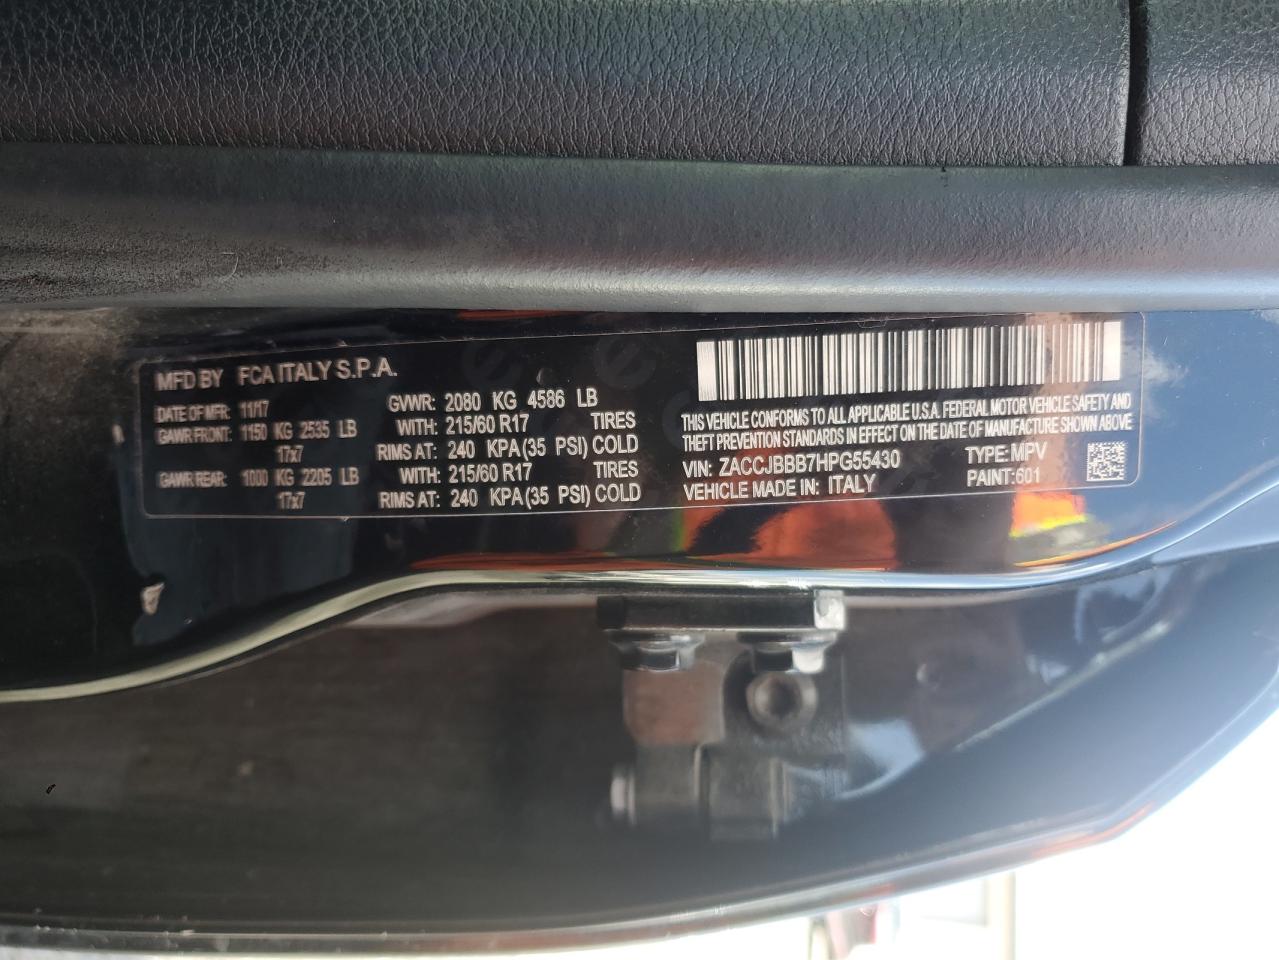 MFD BY FCA ITALY S.P.A.
DATE OF MFR: 11/17 GVWR: 2080 KG 4586 LB
GAWR FRONT: 1150 KG 2535 LB WITH: 215/60 R17 TIRES
17x7 RIMS AT: 240 KPA(35 PSI) COLD
GAWR REAR: 1000 KG 2205 LB WITH: 215/60 R17 TIRES
17x7 RIMS AT: 240 KPA(35 PSI) COLD
THIS VEHICLE CONFORMS TO ALL APPLICABLE U.S.A. FEDERAL MOTOR VEHICLE SAFETY AND
THEFT PREVENTION STANDARDS IN EFFECT ON THE DATE OF MANUFACTURE SHOWN ABOVE
VIN: ZACCJBBB7HPG55430 TYPE: MPV
VEHICLE MADE IN: ITALY PAINT:601